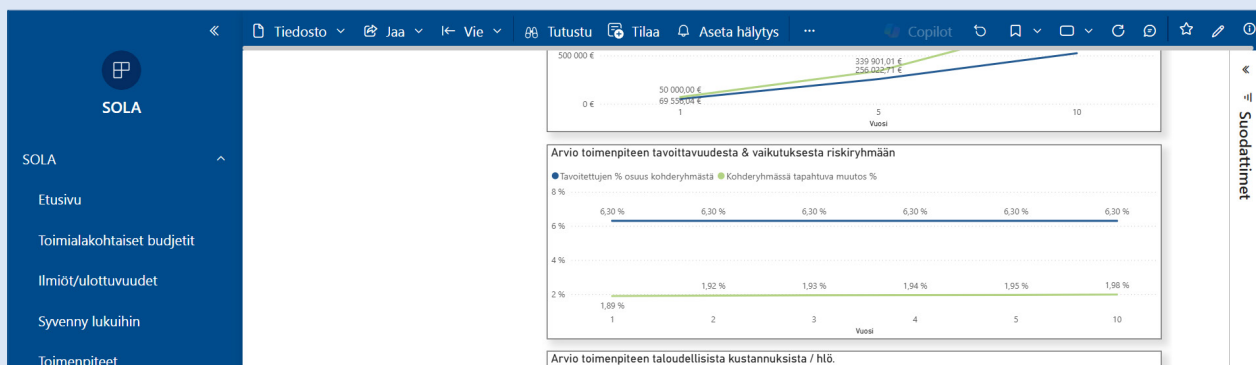 Tiedosto Jaa Vie Tutustu Tilaa Aseta hälytys ... Copilot
SOLA
SOLA
Etusivu
Toimialakohtaiset budjetit
Ilmiöt/ulottuvuudet
Syvenny lukuihin
Toimenpiteet
500 000 €
339 901,01 €
256 022,71 €
50 000,00 €
69 556,04 €
0 €
1 5 10
Vuosi
Arvio toimenpiteen tavoittavuudesta & vaikutuksesta riskiryhmään
Tavoitettujen % osuus kohderyhmästä Kohderyhmässä tapahtuva muutos %
8 %
6,30 % 6,30 % 6,30 % 6,30 % 6,30 % 6,30 %
6 %
4 %
1,92 % 1,93 % 1,94 % 1,95 % 1,98 %
2 %
1,89 %
1 2 3 4 5 10
Vuosi
Arvio toimenpiteen taloudellisista kustannuksista / hlö.
Suodattimet